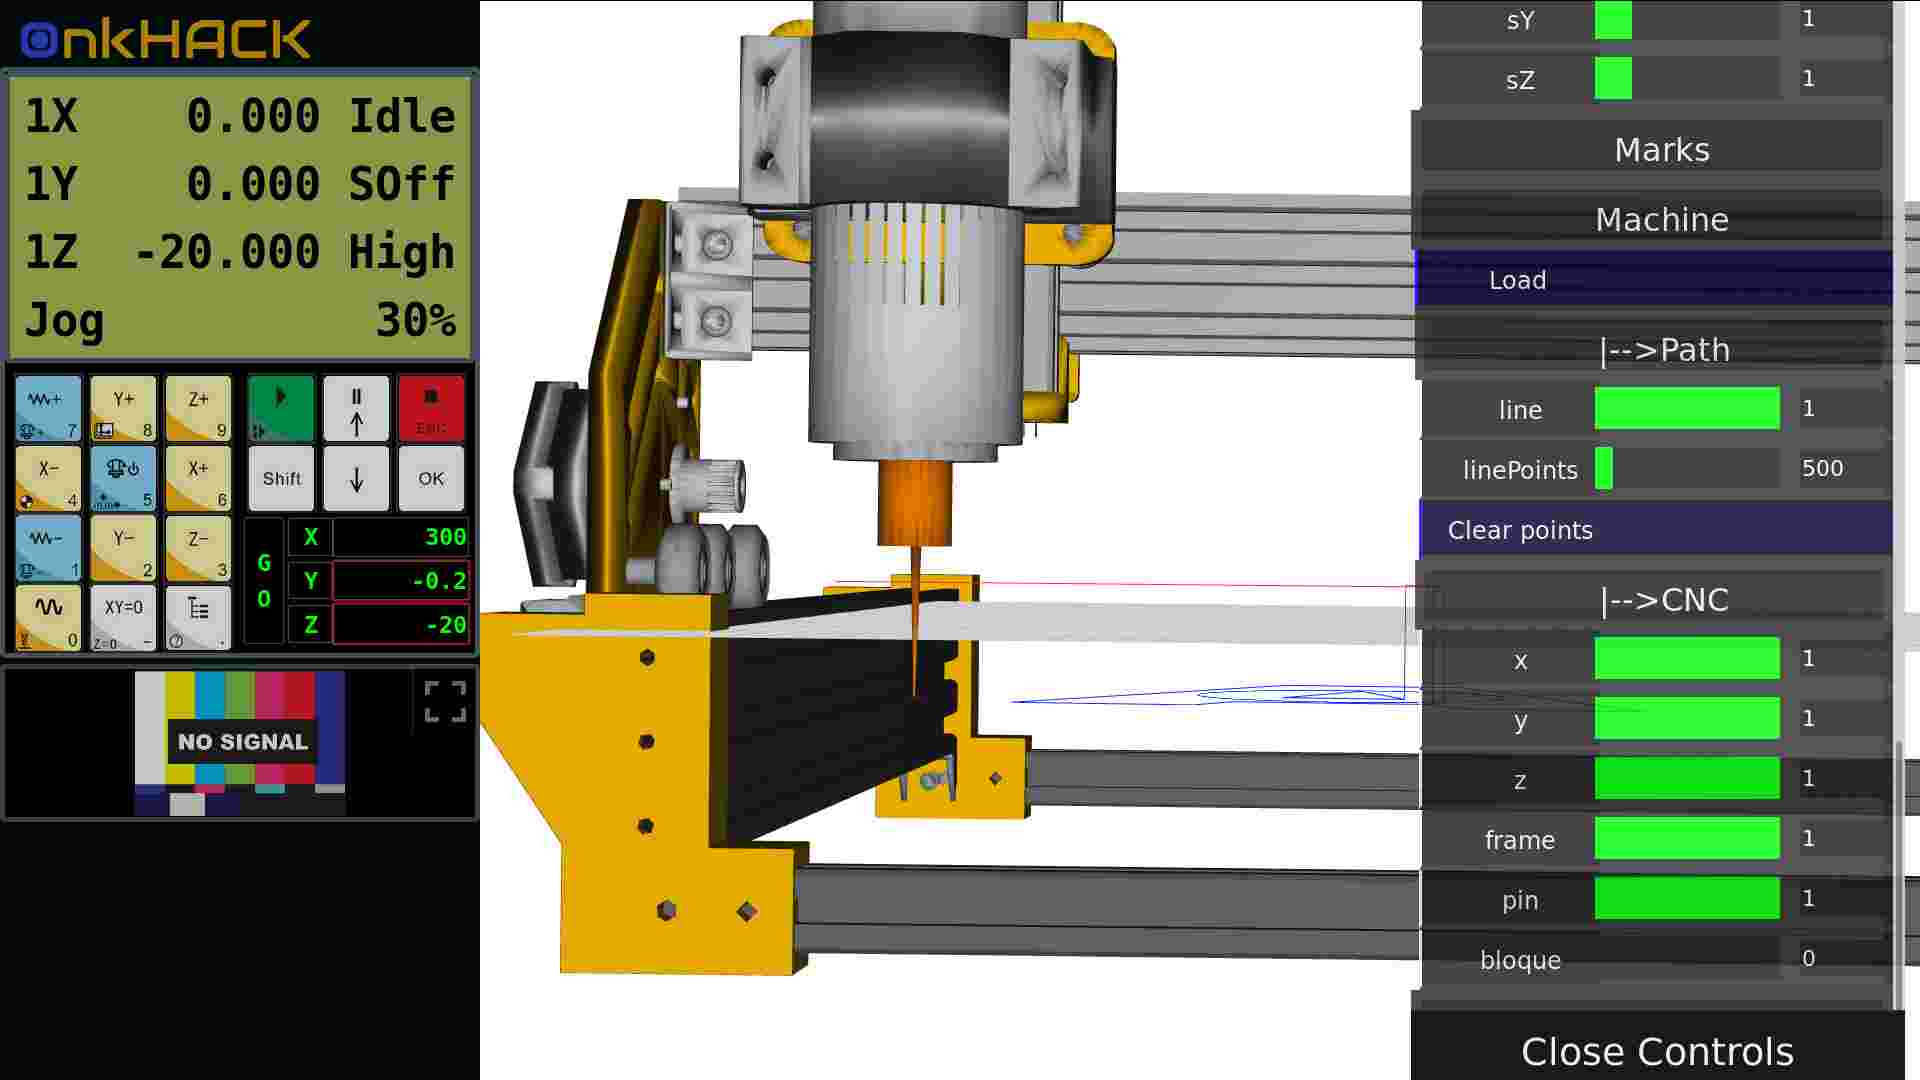 OnkHACK
1X 0.000 Idle
1Y 0.000 SOff
1Z -20.000 High
Jog 30%
+ 7
Y+ 8
Z+ 9
Esc
X- 4
5
X+ 6
Shift
OK
- 1
Y- 2
Z- 3
0
XY=0
Z=0 -
.
GO
X 300
Y -0.2
Z -20
NO SIGNAL
sY 1
sZ 1
Marks
Machine
Load
|-->Path
line 1
linePoints 500
Clear points
|-->CNC
x 1
y 1
z 1
frame 1
pin 1
bloque 0
Close Controls